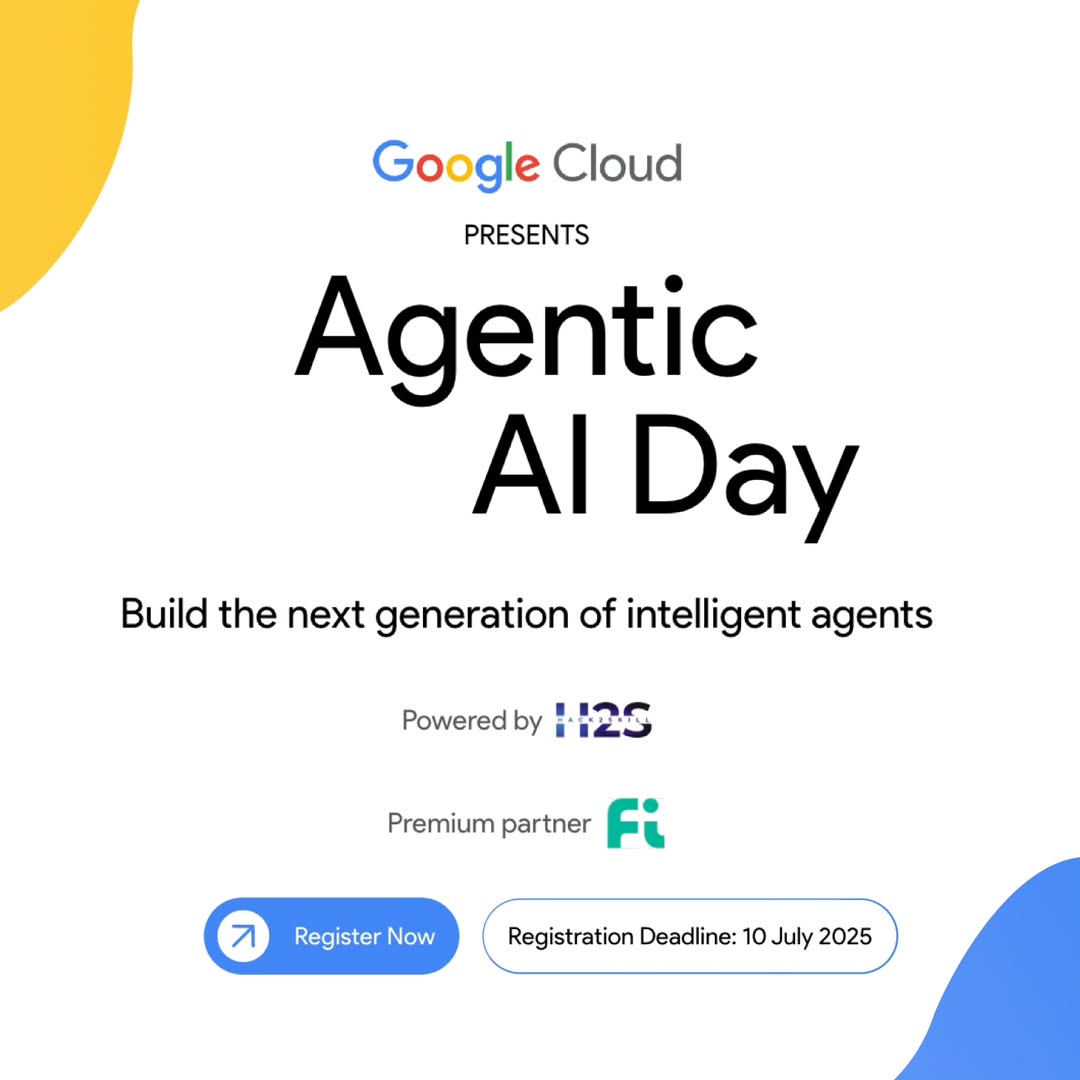 Google Cloud
PRESENTS
Agentic
AI Day
Build the next generation of intelligent agents
Powered by H2S
HACK2SKILL
Premium partner Fi
Register Now
Registration Deadline: 10 July 2025